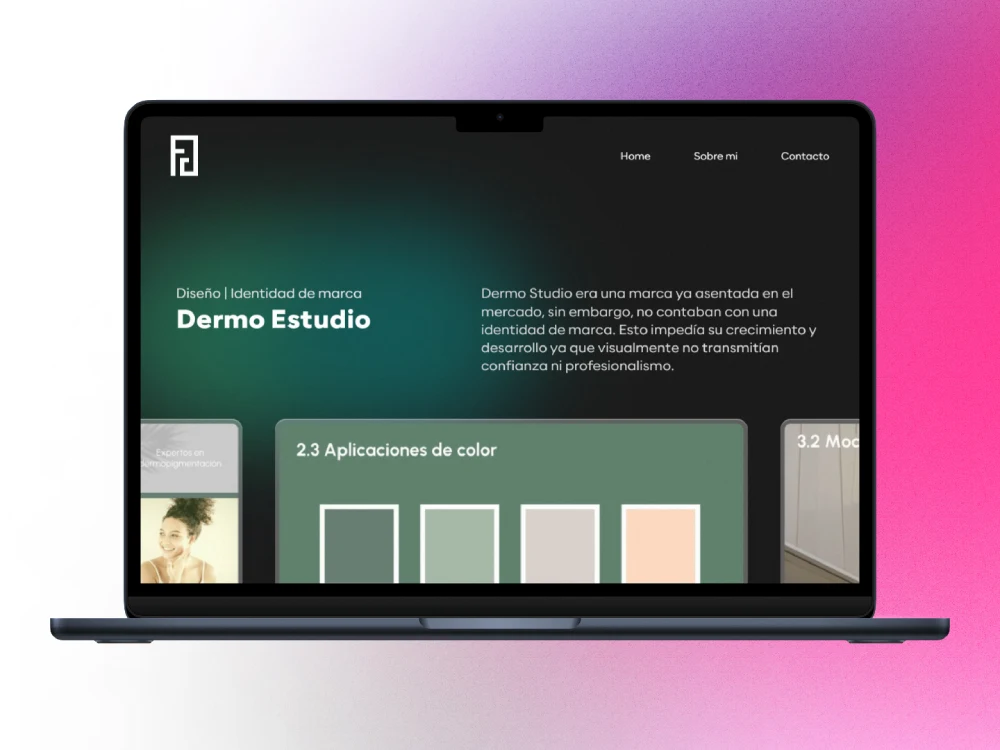 Home
Sobre mi
Contacto
Diseño | Identidad de marca
Dermo Estudio
Dermo Studio era una marca ya asentada en el
mercado, sin embargo, no contaban con una
identidad de marca. Esto impedía su crecimiento y
desarrollo ya que visualmente no transmitían
confianza ni profesionalismo.
Expertos en
dermopigmentación
2.3 Aplicaciones de color
3.2 Moc